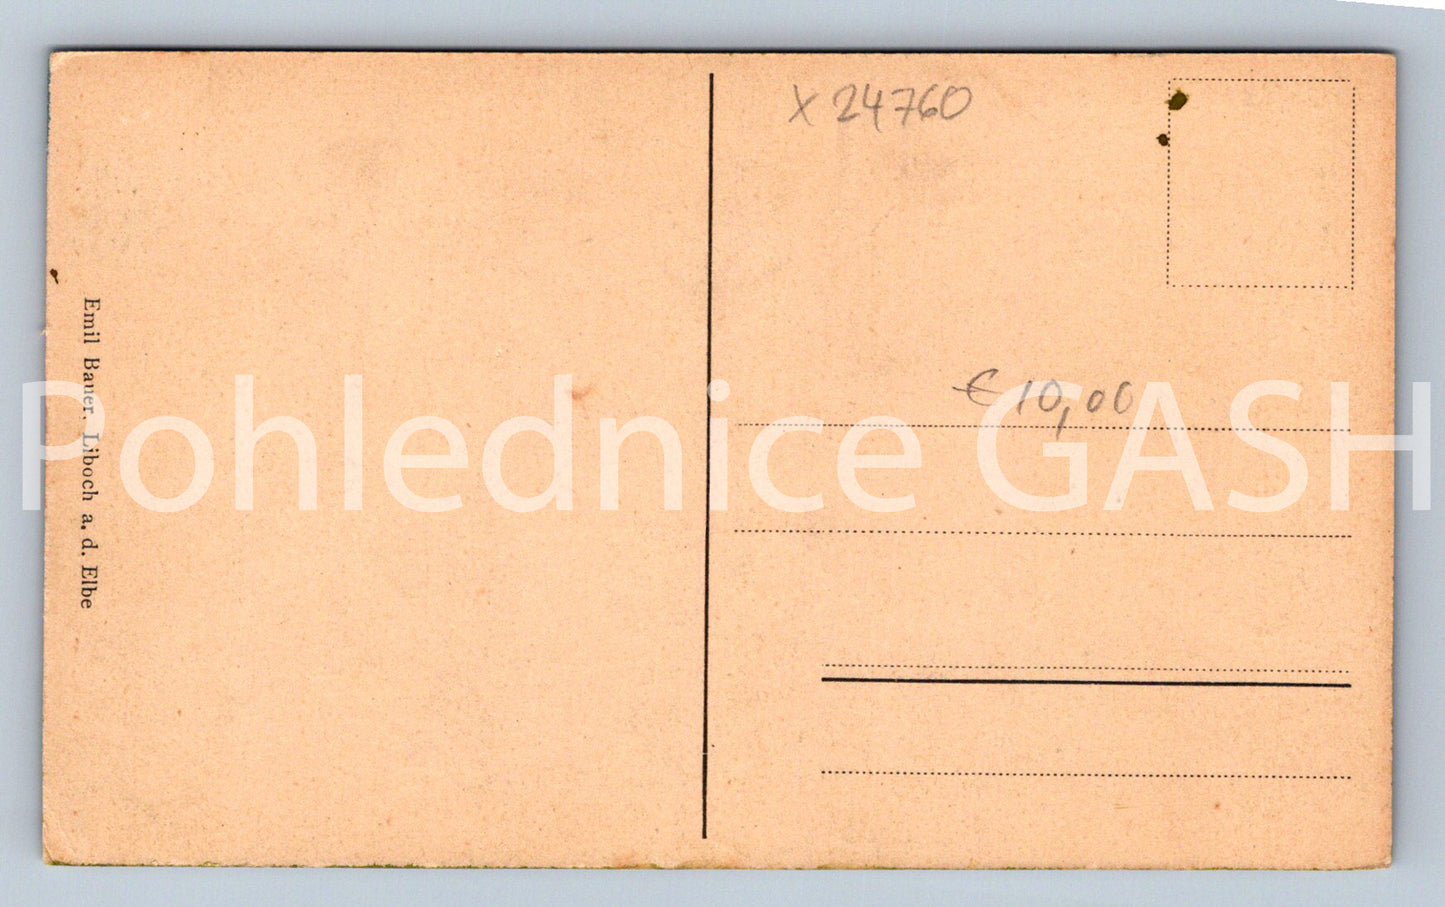 X 24760
€ 10,00
Emil Bauer, Liboch a. d. Elbe
Pohlednice GASH